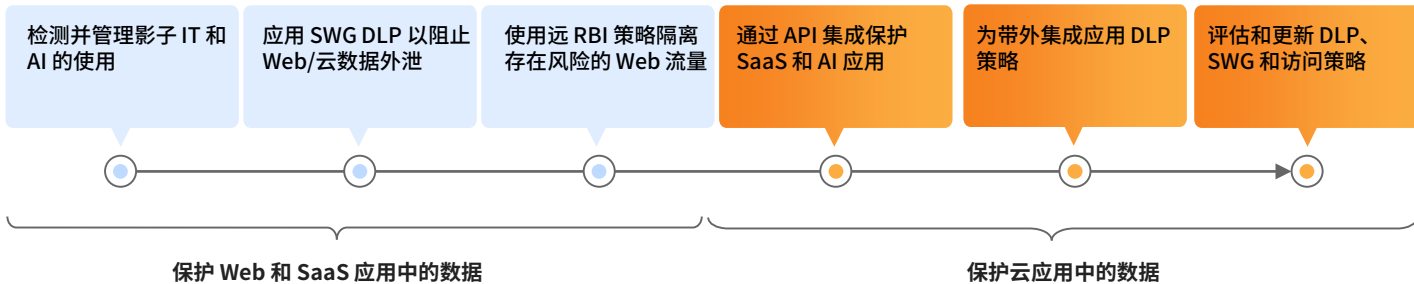 检测并管理影子 IT 和
AI 的使用
应用 SWG DLP 以阻止
Web/云数据外泄
使用远 RBI 策略隔离
存在风险的 Web 流量
通过 API 集成保护
SaaS 和 AI 应用
为带外集成应用 DLP
策略
评估和更新 DLP、
SWG 和访问策略
保护 Web 和 SaaS 应用中的数据
保护云应用中的数据